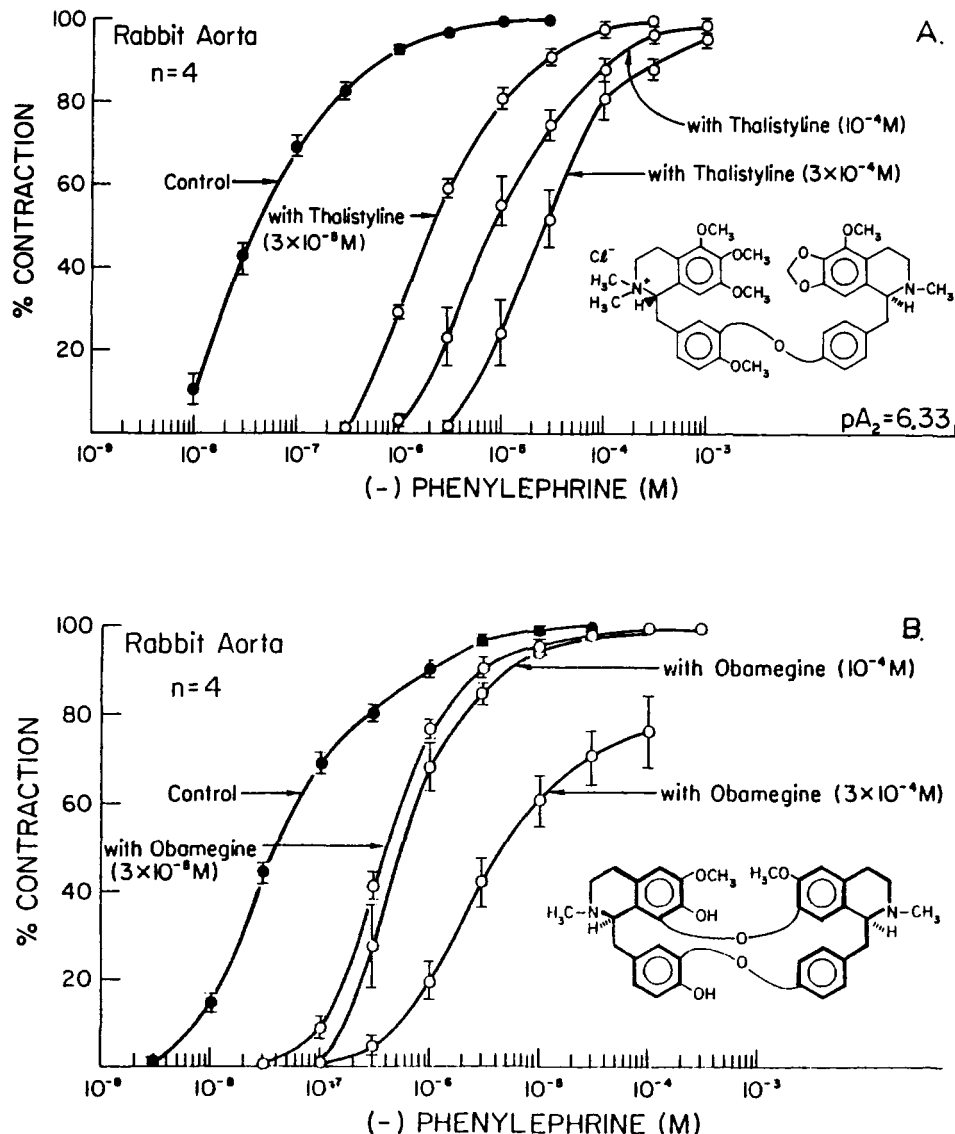 100
80
60
40
20
% CONTRACTION
Rabbit Aorta
n=4
A.
Control
with Thalistyline
(3×10⁻⁵M)
with Thalistyline (10⁻⁴M)
with Thalistyline (3×10⁻⁴M)
Cl⁻
OCH₃
OCH₃
OCH₃
OCH₃
H₃C
H₃C
N⁺
H
O
O
N-CH₃
H
O
OCH₃
pA₂=6.33
10⁻⁹ 10⁻⁸ 10⁻⁷ 10⁻⁶ 10⁻⁵ 10⁻⁴ 10⁻³
(-) PHENYLEPHRINE (M)
100
80
60
40
20
% CONTRACTION
Rabbit Aorta
n=4
B.
Control
with Obamegine
(3×10⁻⁵M)
with Obamegine (10⁻⁴M)
with Obamegine (3×10⁻⁴M)
OCH₃
H₃CO
H₃C-N
H
OH
N-CH₃
H
O
O
OH
10⁻⁹ 10⁻⁸ 10⁻⁷ 10⁻⁶ 10⁻⁵ 10⁻⁴ 10⁻³
(-) PHENYLEPHRINE (M)